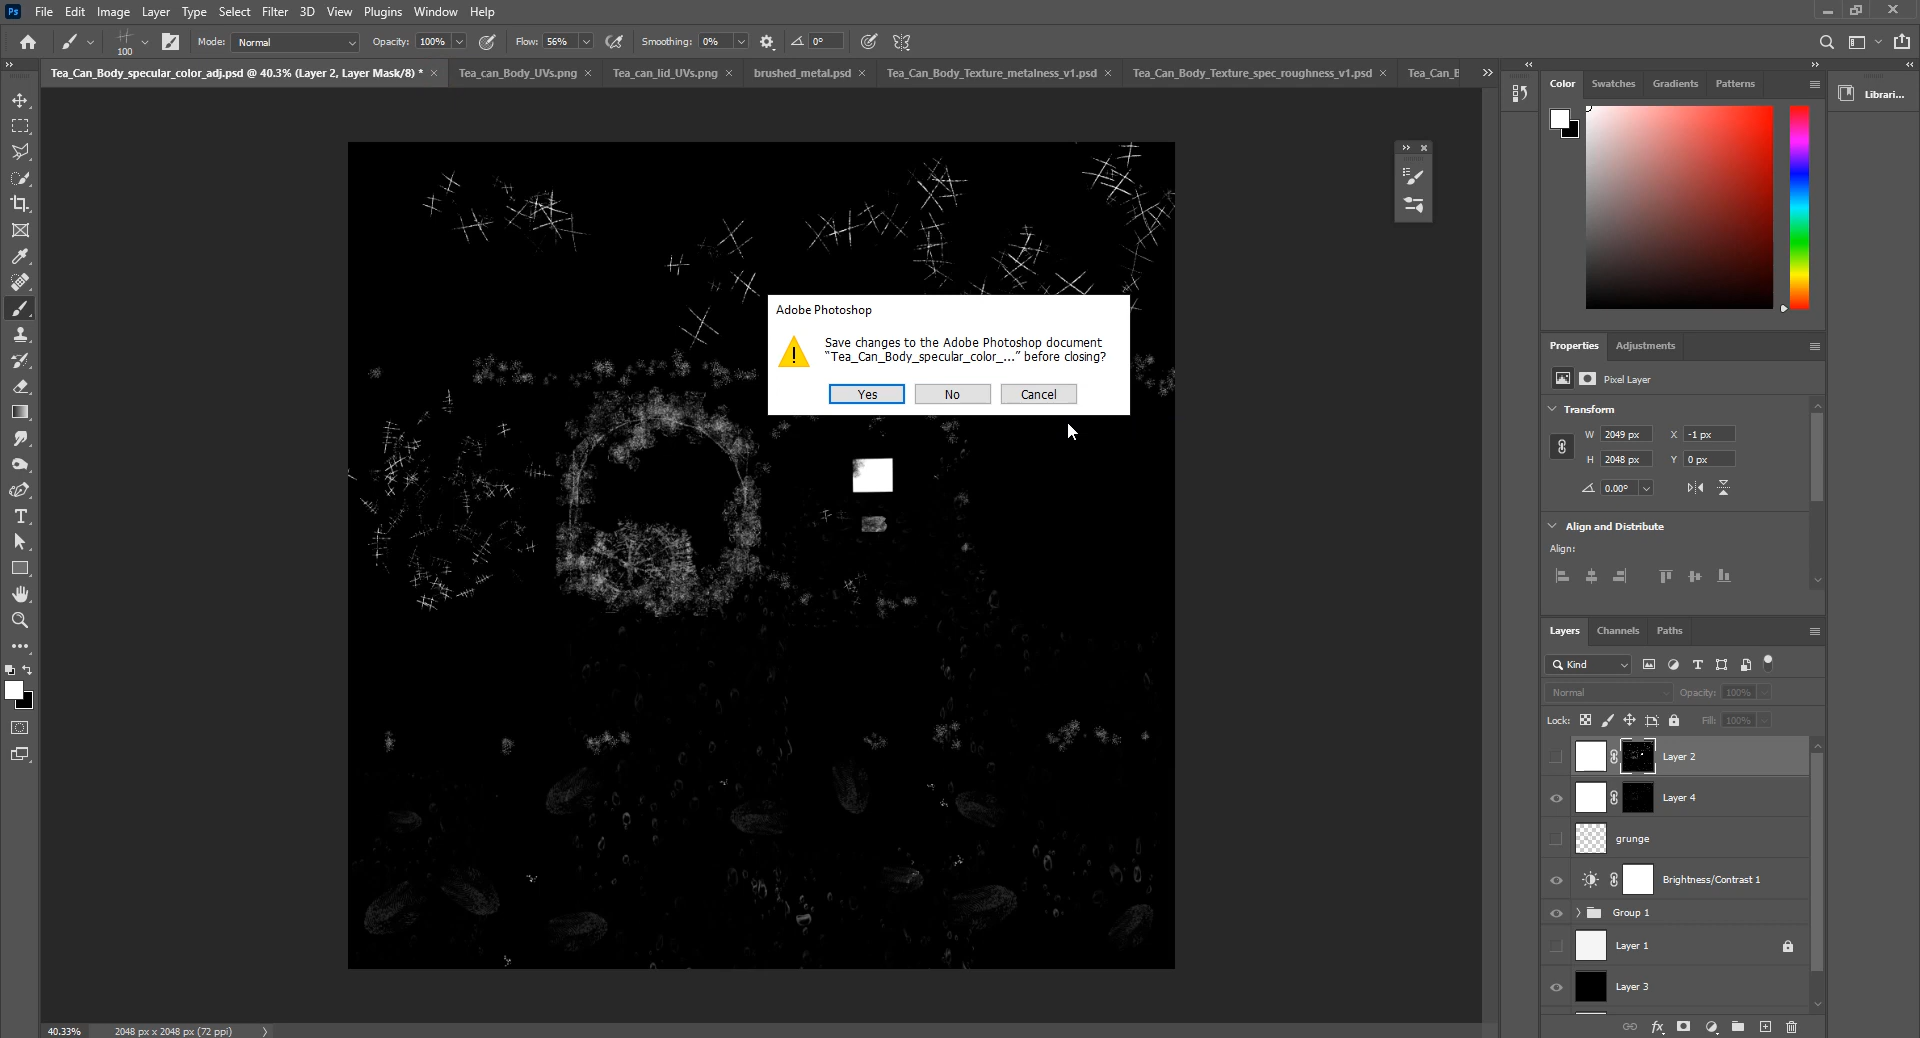 Ps File Edit Image Layer Type Select Filter 3D View Plugins Window Help
100 Mode: Normal Opacity: 100% Flow: 56% Smoothing: 0% 0°
Tea_Can_Body_specular_color_adj.psd @ 40.3% (Layer 2, Layer Mask/8) * Tea_can_Body_UVs.png Tea_can_lid_UVs.png brushed_metal.psd Tea_Can_Body_Texture_metalness_v1.psd Tea_Can_Body_Texture_spec_roughness_v1.psd Tea_Can_B
Adobe Photoshop
Save changes to the Adobe Photoshop document
“Tea_Can_Body_specular_color_...” before closing?
Yes No Cancel
Color Swatches Gradients Patterns
Librari...
Properties Adjustments
Pixel Layer
Transform
W 2049 px X -1 px
H 2048 px Y 0 px
0.00°
Align and Distribute
Align:
Layers Channels Paths
Kind
Normal Opacity: 100%
Lock: Fill: 100%
Layer 2
Layer 4
grunge
Brightness/Contrast 1
Group 1
Layer 1
Layer 3
40.33% 2048 px x 2048 px (72 ppi)